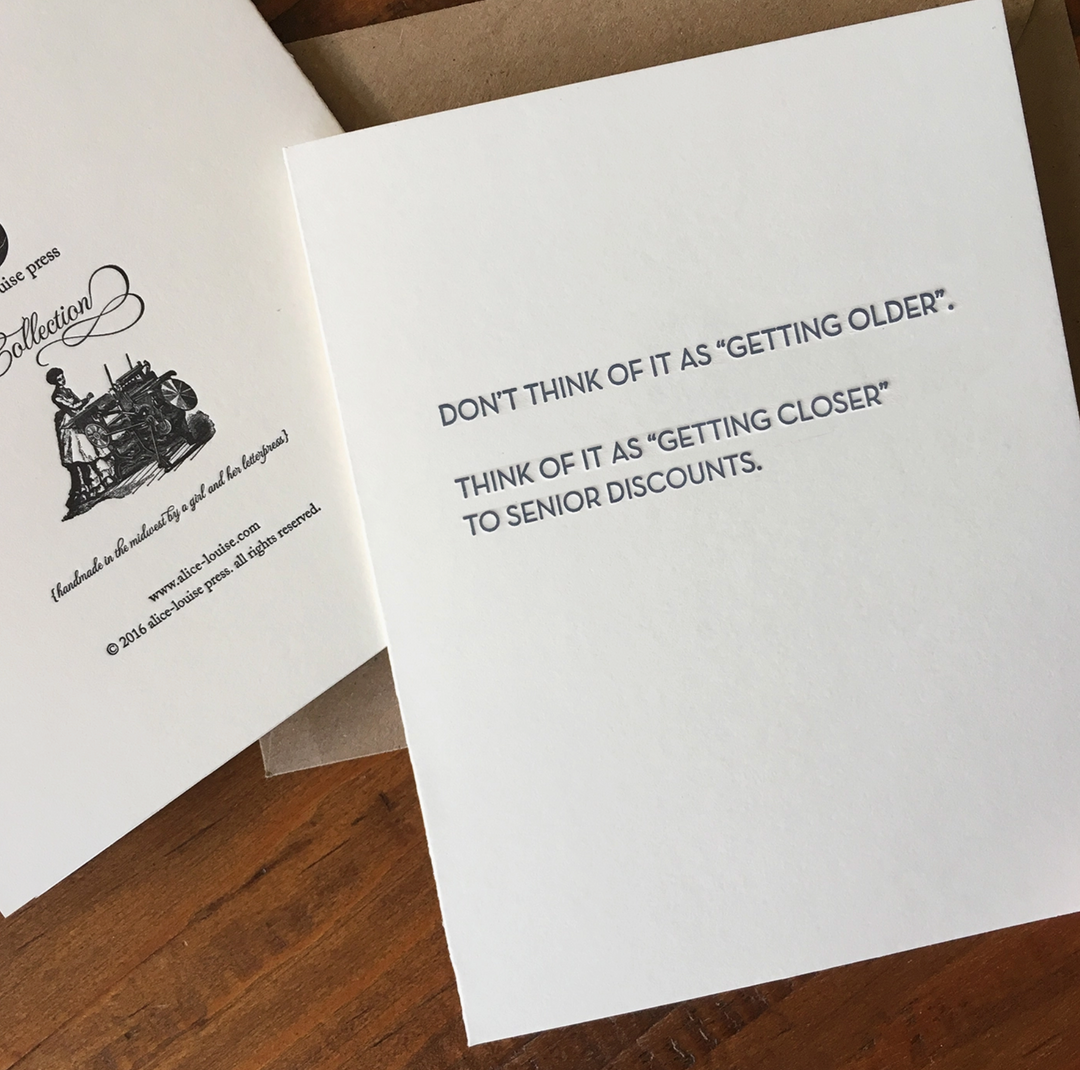 press
Collection
{handmade in the midwest by a girl and her letterpress}
www.alice-louise.com
© 2016 alice-louise press. all rights reserved.
DON'T THINK OF IT AS “GETTING OLDER”.
THINK OF IT AS “GETTING CLOSER”
TO SENIOR DISCOUNTS.